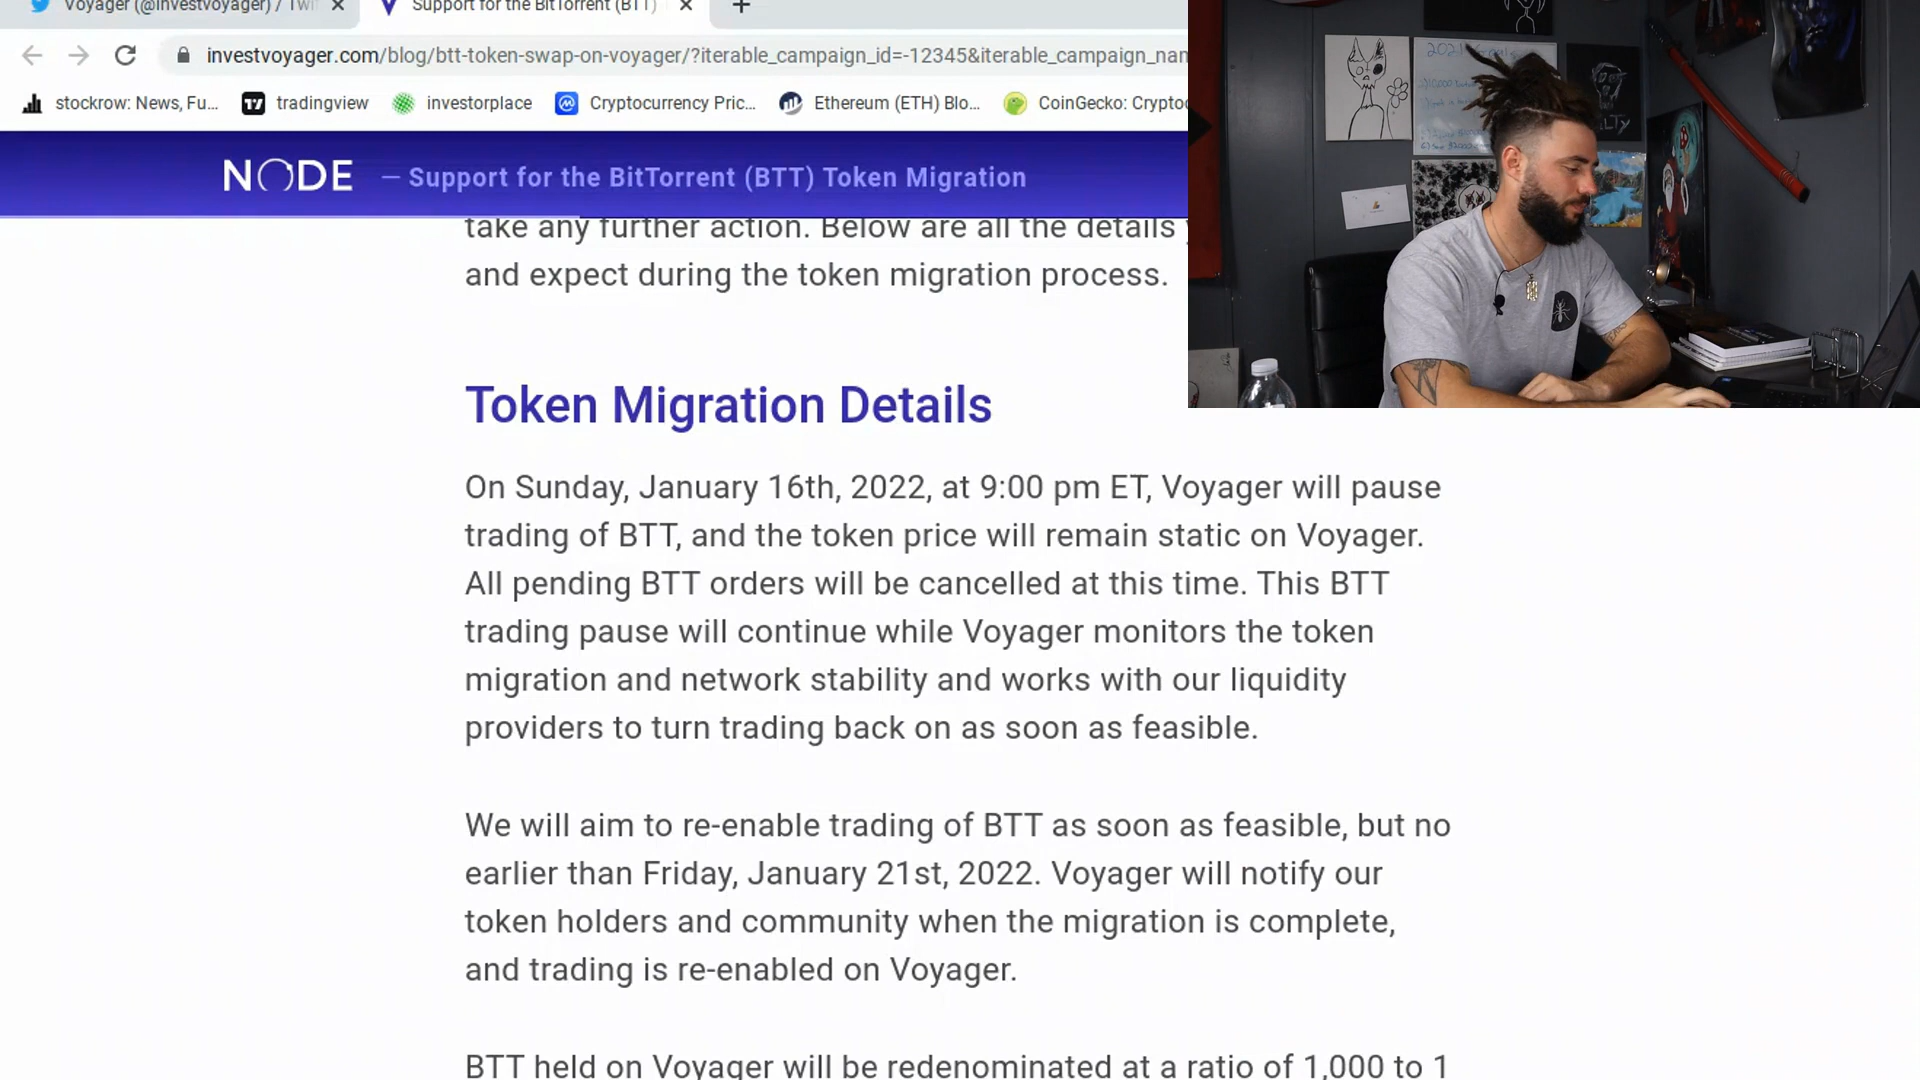 Voyager (@investvoyager) / Twi
Support for the BitTorrent (BTT)
investvoyager.com/blog/btt-token-swap-on-voyager/?iterable_campaign_id=-12345&iterable_campaign_nam
stockrow: News, Fu...
tradingview
investorplace
Cryptocurrency Pric...
Ethereum (ETH) Blo...
CoinGecko: Crypto
NODE
— Support for the BitTorrent (BTT) Token Migration
take any further action. Below are all the details
and expect during the token migration process.
Token Migration Details
On Sunday, January 16th, 2022, at 9:00 pm ET, Voyager will pause
trading of BTT, and the token price will remain static on Voyager.
All pending BTT orders will be cancelled at this time. This BTT
trading pause will continue while Voyager monitors the token
migration and network stability and works with our liquidity
providers to turn trading back on as soon as feasible.
We will aim to re-enable trading of BTT as soon as feasible, but no
earlier than Friday, January 21st, 2022. Voyager will notify our
token holders and community when the migration is complete,
and trading is re-enabled on Voyager.
BTT held on Voyager will be redenominated at a ratio of 1,000 to 1